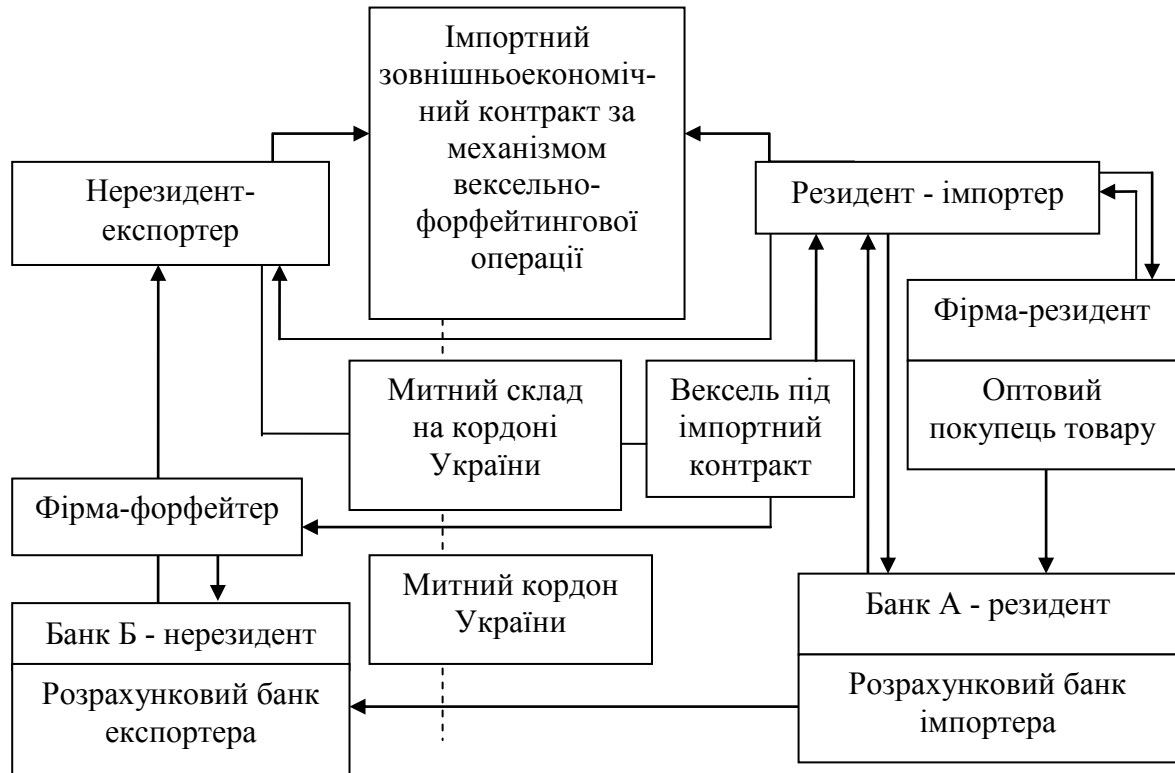 Імпортний
зовнішньоекономіч-
ний контракт за
механізмом
вексельно-
форфейтингової
операції
Нерезидент-
експортер
Резидент - імпортер
Фірма-резидент
Оптовий
покупець товару
Митний склад
на кордоні
України
Вексель під
імпортний
контракт
Фірма-форфейтер
Митний кордон
України
Банк Б - нерезидент
Розрахунковий банк
експортера
Банк А - резидент
Розрахунковий банк
імпортера